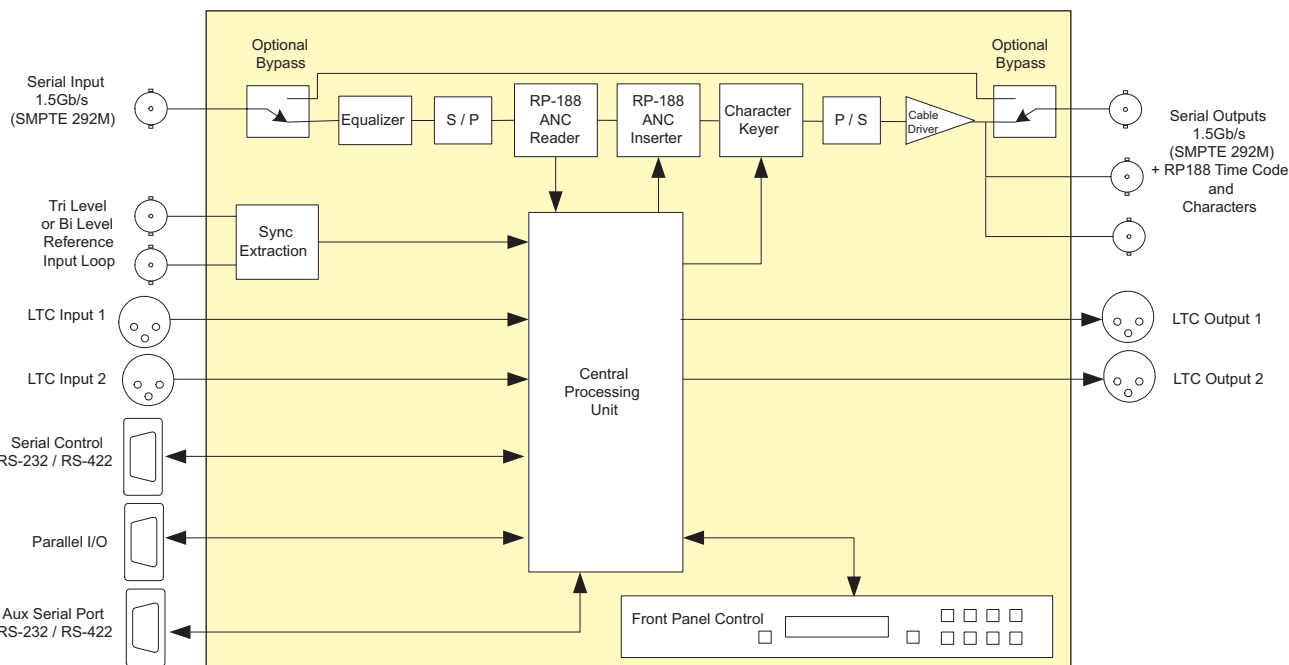 Optional
Bypass
Optional
Bypass
Serial Input
1.5Gb/s
(SMPTE 292M)
Equalizer
S / P
RP-188
ANC
Reader
RP-188
ANC
Inserter
Character
Keyer
P / S
Cable
Driver
Serial Outputs
1.5Gb/s
(SMPTE 292M)
+ RP188 Time Code
and
Characters
Tri Level
or Bi Level
Reference
Input Loop
Sync
Extraction
LTC Input 1
LTC Output 1
LTC Input 2
LTC Output 2
Central
Processing
Unit
Serial Control
RS-232 / RS-422
Parallel I/O
Aux Serial Port
RS-232 / RS-422
Front Panel Control